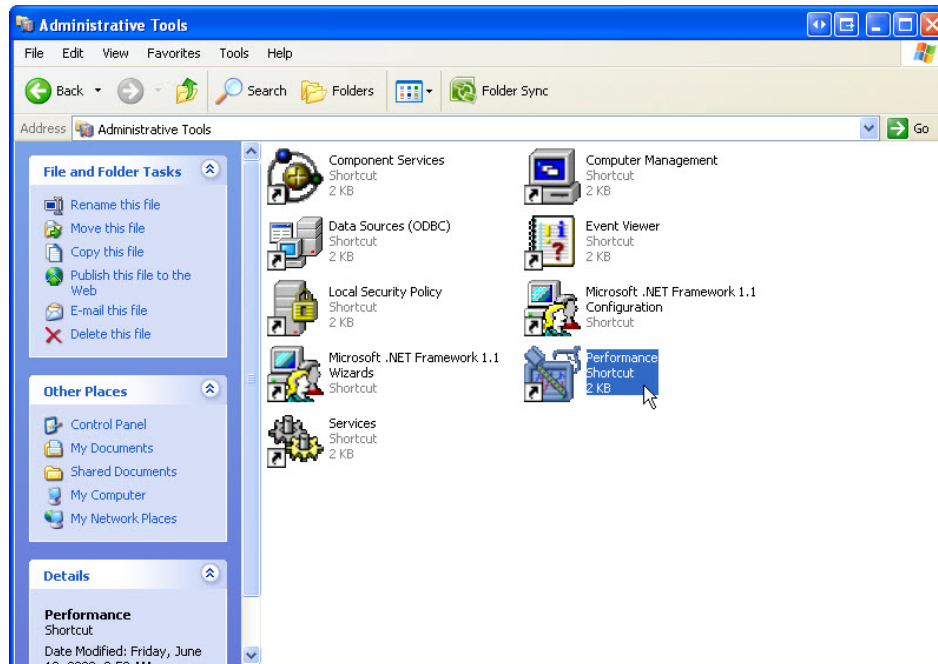 Administrative Tools
File Edit View Favorites Tools Help
Back Search Folders Folder Sync
Address Administrative Tools Go
File and Folder Tasks
Rename this file
Move this file
Copy this file
Publish this file to the
Web
E-mail this file
Delete this file
Other Places
Control Panel
My Documents
Shared Documents
My Computer
My Network Places
Details
Performance
Shortcut
Date Modified: Friday, June
Component Services
Shortcut
2 KB
Computer Management
Shortcut
2 KB
Data Sources (ODBC)
Shortcut
2 KB
Event Viewer
Shortcut
2 KB
Local Security Policy
Shortcut
2 KB
Microsoft .NET Framework 1.1
Configuration
Shortcut
Microsoft .NET Framework 1.1
Wizards
Shortcut
Performance
Shortcut
2 KB
Services
Shortcut
2 KB